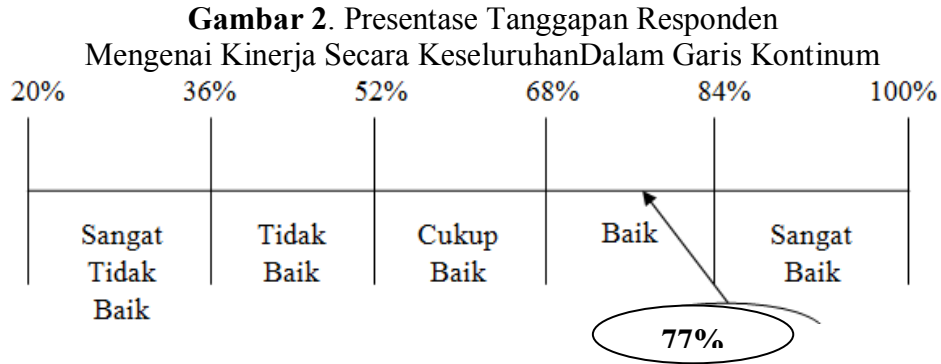 Gambar 2. Presentase Tanggapan Responden
Mengenai Kinerja Secara KeseluruhanDalam Garis Kontinum
20% 36% 52% 68% 84% 100%
Sangat Tidak Baik
Tidak Baik
Cukup Baik
Baik
Sangat Baik
77%